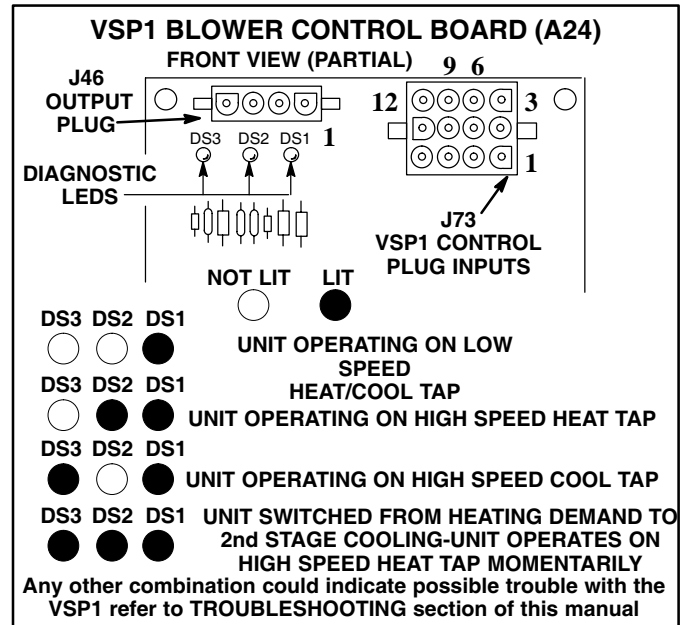 VSP1 BLOWER CONTROL BOARD (A24)
FRONT VIEW (PARTIAL)
J46
OUTPUT
PLUG
9 6
12
3
1
1
DS3 DS2 DS1
DIAGNOSTIC
LEDS
J73
VSP1 CONTROL
PLUG INPUTS
NOT LIT LIT
DS3 DS2 DS1
UNIT OPERATING ON LOW
SPEED
HEAT/COOL TAP
DS3 DS2 DS1
UNIT OPERATING ON HIGH SPEED HEAT TAP
DS3 DS2 DS1
UNIT OPERATING ON HIGH SPEED COOL TAP
DS3 DS2 DS1
UNIT SWITCHED FROM HEATING DEMAND TO
2nd STAGE COOLING-UNIT OPERATES ON
HIGH SPEED HEAT TAP MOMENTARILY
Any other combination could indicate possible trouble with the
VSP1 refer to TROUBLESHOOTING section of this manual